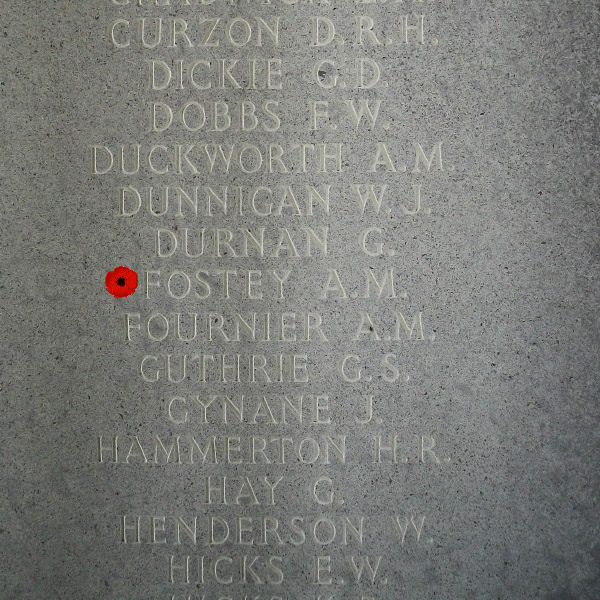 CURZON D.R.H.
DICKIE G.D.
DOBBS F.W.
DUCKWORTH A.M.
DUNNIGAN W.J.
DURNAN G.
FOSTEY A.M.
FOURNIER A.M.
GUTHRIE G.S.
GYNANE J.
HAMMERTON H.R.
HAY G.
HENDERSON W.
HICKS E.W.